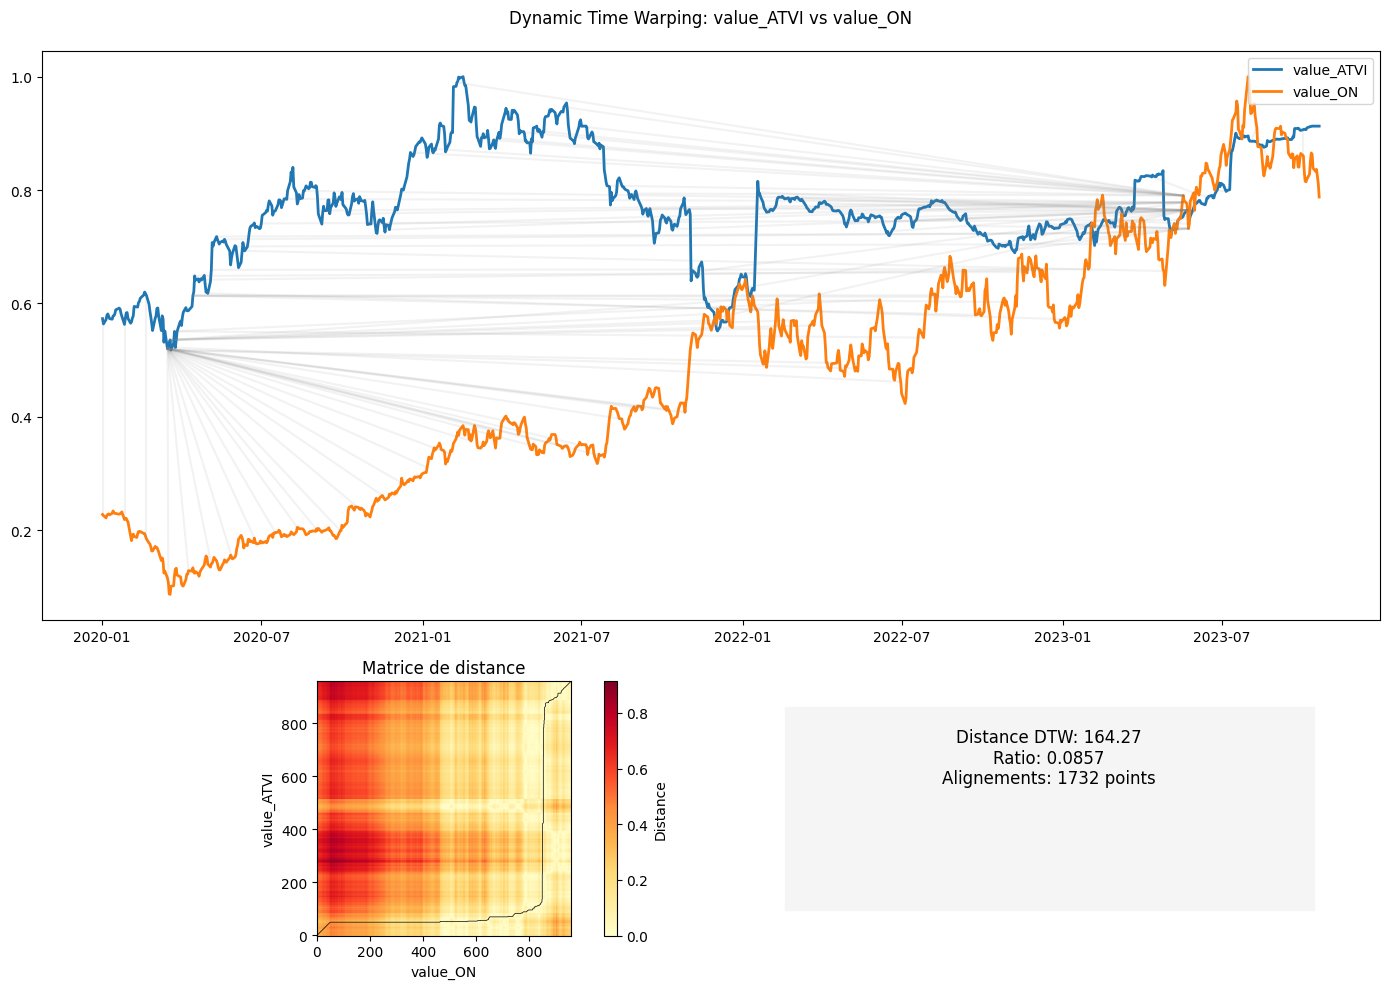 Dynamic Time Warping: value_ATVI vs value_ON
value_ATVI
value_ON
1.0
0.8
0.6
0.4
0.2
2020-01 2020-07 2021-01 2021-07 2022-01 2022-07 2023-01 2023-07
Matrice de distance
value_ATVI
800
600
400
200
0
0 200 400 600 800
value_ON
0.8
0.6
0.4
0.2
0.0
Distance
Distance DTW: 164.27
Ratio: 0.0857
Alignements: 1732 points